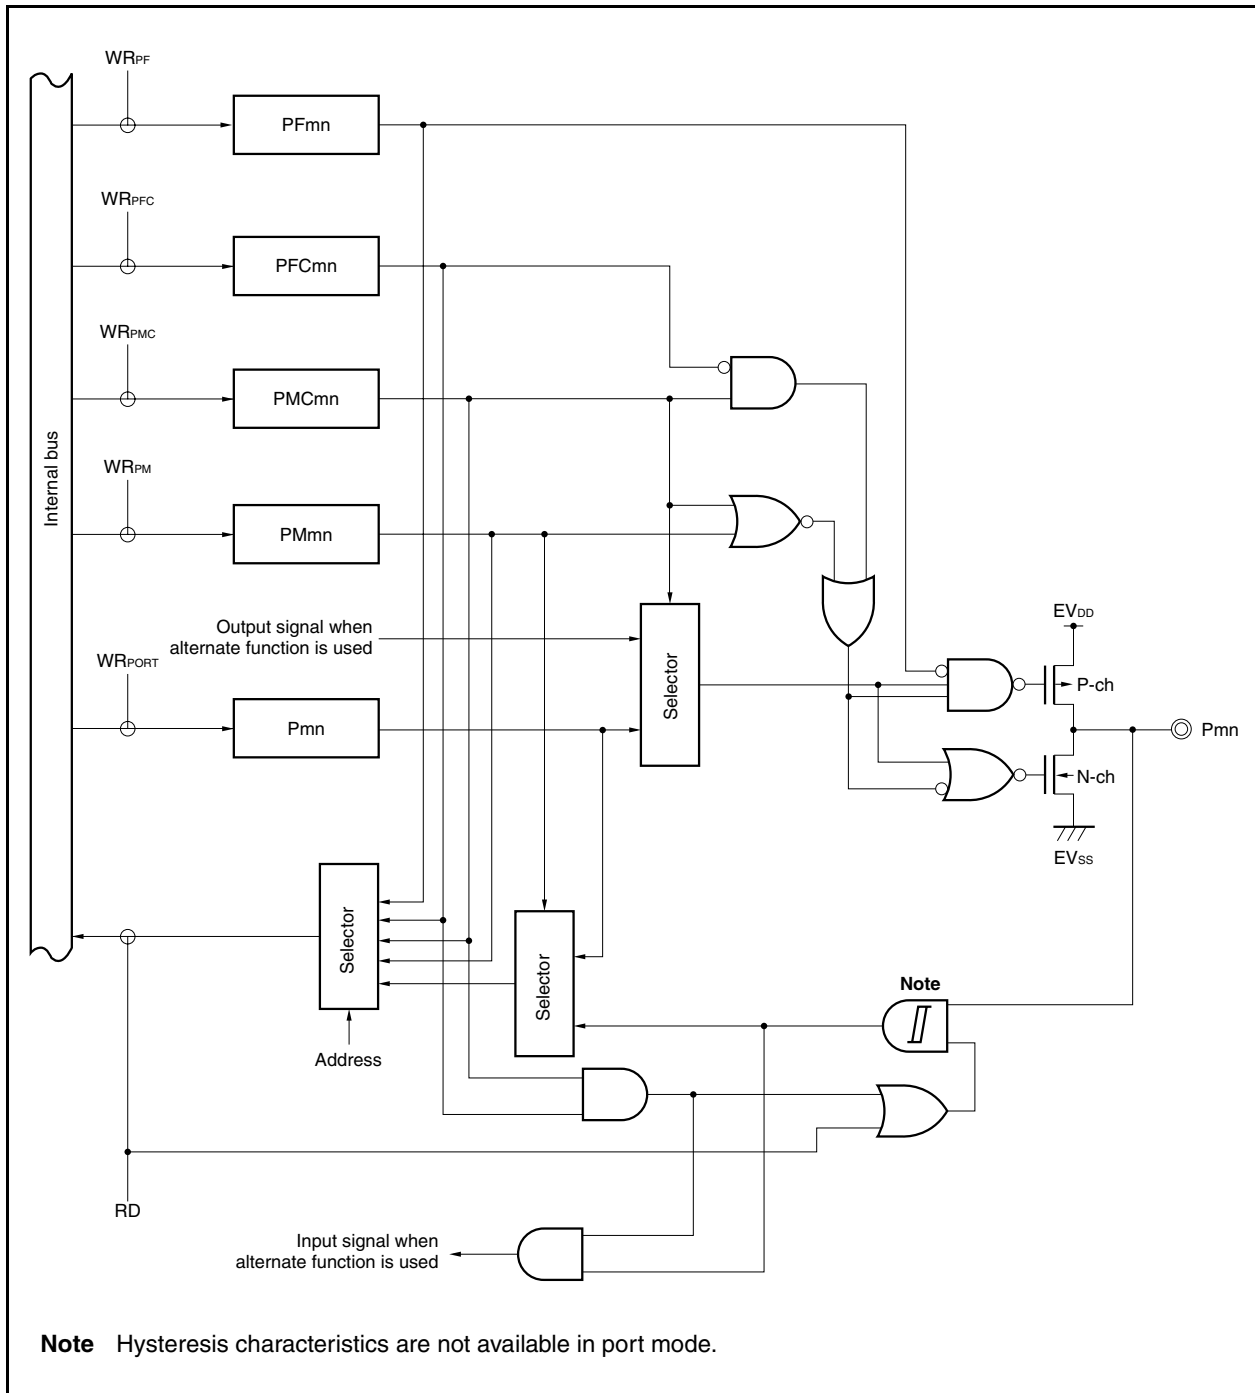 WRPF
PFmn
WRPFC
PFCmn
WRPMC
PMCmn
Internal bus
WRPM
PMmn
Output signal when
alternate function is used
Selector
EVDD
P-ch
WRPORT
Pmn
Pmn
N-ch
EVSS
Selector
Selector
Note
Address
RD
Input signal when
alternate function is used
Note Hysteresis characteristics are not available in port mode.